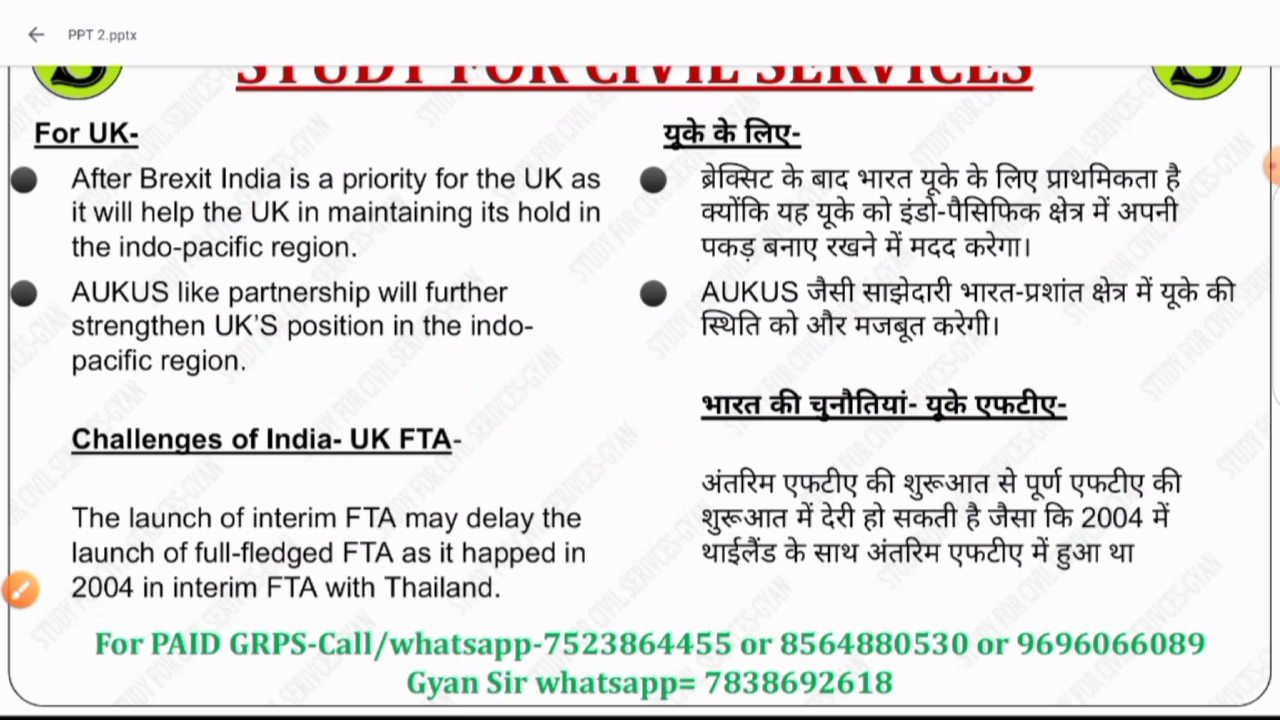 PPT 2.pptx
STUDY FOR CIVIL SERVICES
For UK-
After Brexit India is a priority for the UK as
it will help the UK in maintaining its hold in
the indo-pacific region.
AUKUS like partnership will further
strengthen UK'S position in the indo-
pacific region.
Challenges of India- UK FTA-
The launch of interim FTA may delay the
launch of full-fledged FTA as it happed in
2004 in interim FTA with Thailand.
यूके के लिए-
ब्रेक्सिट के बाद भारत यूके के लिए प्राथमिकता है
क्योंकि यह यूके को इंडो-पैसिफिक क्षेत्र में अपनी
पकड़ बनाए रखने में मदद करेगा।
AUKUS जैसी साझेदारी भारत-प्रशांत क्षेत्र में यूके की
स्थिति को और मजबूत करेगी।
भारत की चुनौतियां- यूके एफटीए-
अंतरिम एफटीए की शुरूआत से पूर्ण एफटीए की
शुरूआत में देरी हो सकती है जैसा कि 2004 में
थाईलैंड के साथ अंतरिम एफटीए में हुआ था
For PAID GRPS-Call/whatsapp-7523864455 or 8564880530 or 9696066089
Gyan Sir whatsapp= 7838692618